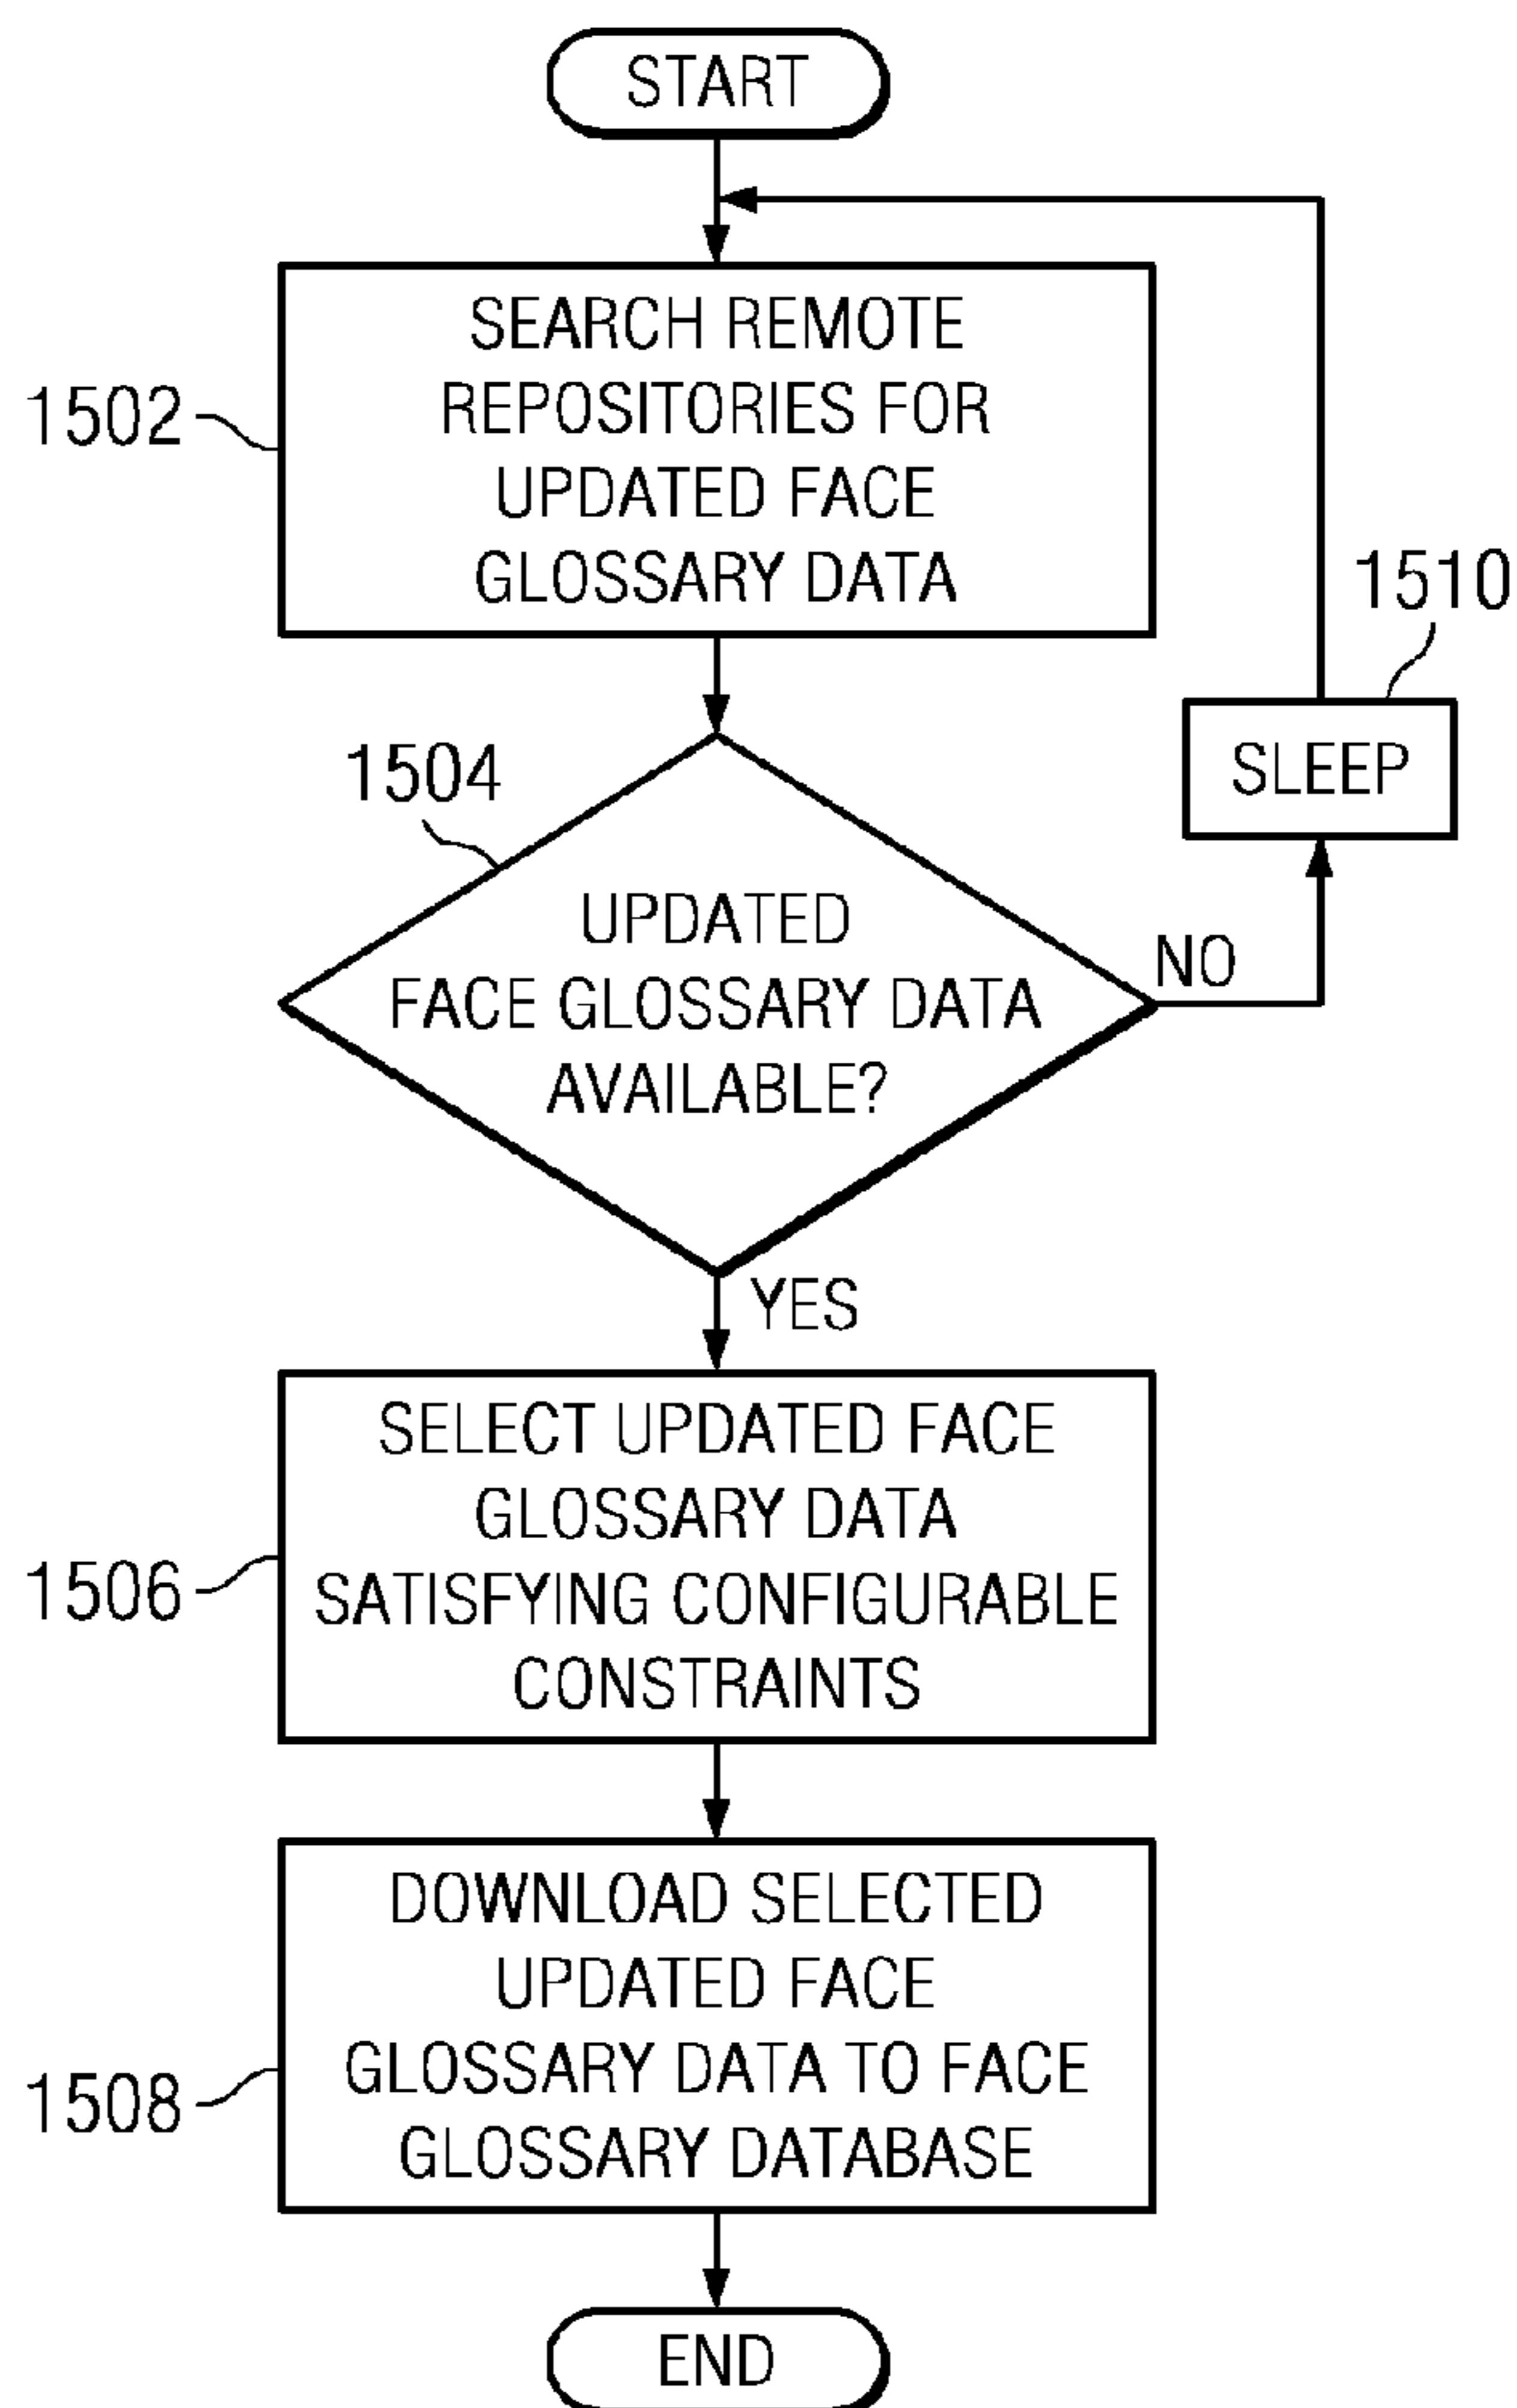 START
SEARCH REMOTE
REPOSITORIES FOR
UPDATED FACE
GLOSSARY DATA
1502
1510
SLEEP
1504
UPDATED
FACE GLOSSARY DATA
AVAILABLE?
NO
YES
SELECT UPDATED FACE
GLOSSARY DATA
SATISFYING CONFIGURABLE
CONSTRAINTS
1506
DOWNLOAD SELECTED
UPDATED FACE
GLOSSARY DATA TO FACE
GLOSSARY DATABASE
1508
END